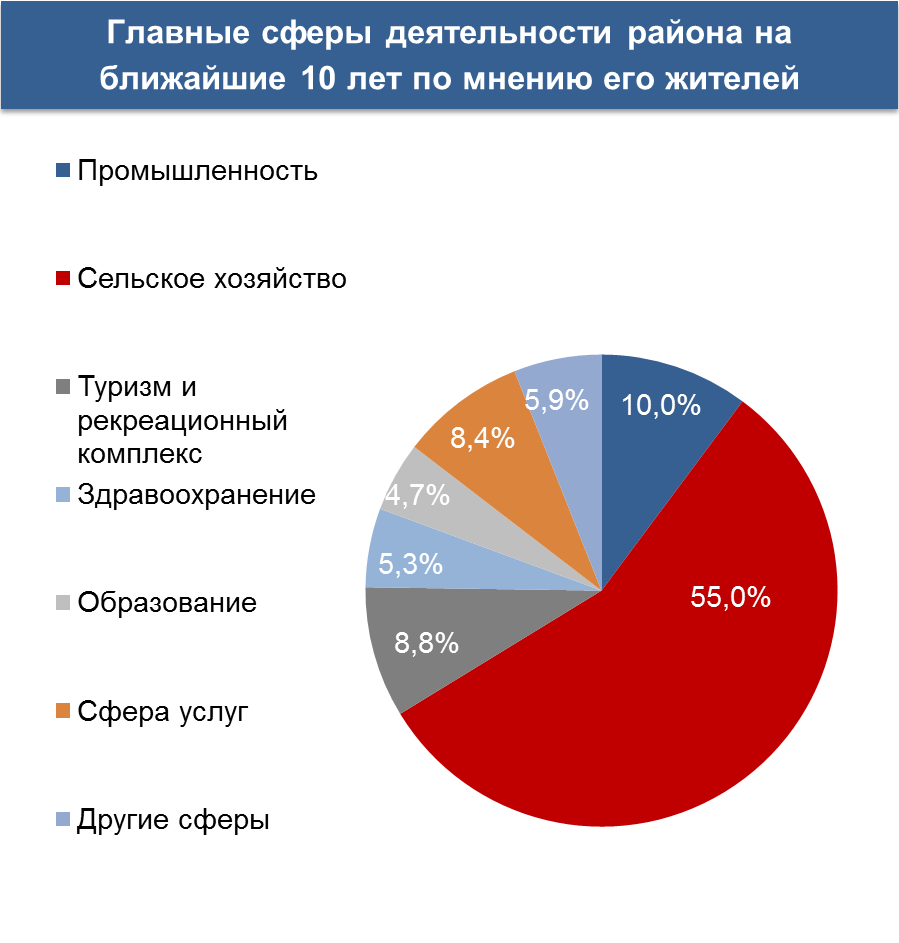 Главные сферы деятельности района на
ближайшие 10 лет по мнению его жителей
Промышленность
Сельское хозяйство
Туризм и
рекреационный
комплекс
Здравоохранение
Образование
Сфера услуг
Другие сферы
10,0%
55,0%
8,8%
5,3%
4,7%
8,4%
5,9%